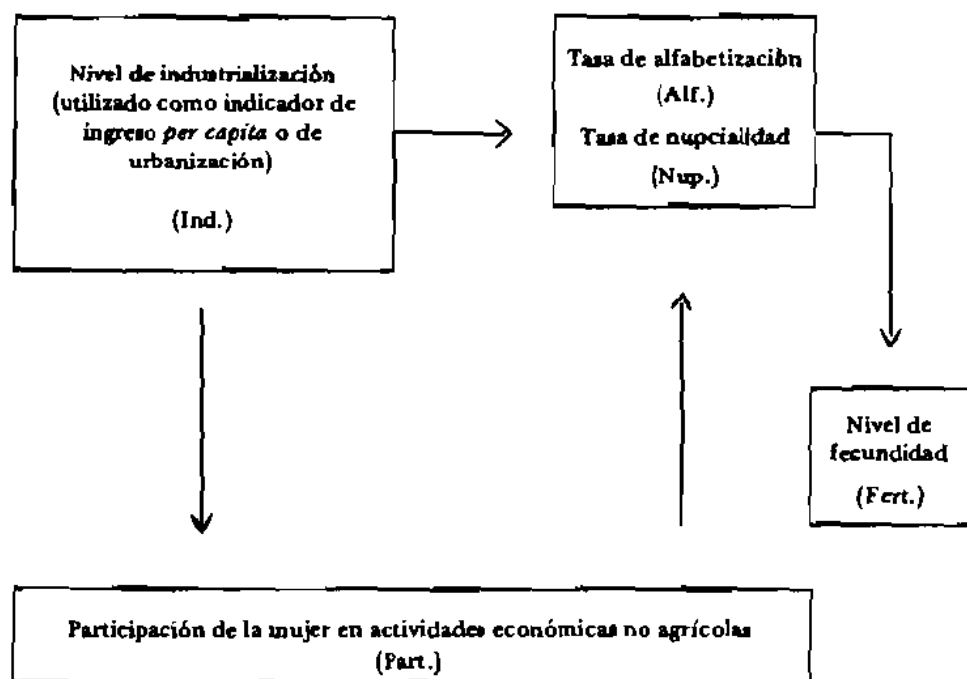 Nivel de industrialización
(utilizado como indicador de
ingreso per capita o de
urbanización)
(Ind.)
Tasa de alfabetización
(Alf.)
Tasa de nupcialidad
(Nup.)
Nivel de
fecundidad
(Fert.)
Participación de la mujer en actividades económicas no agrícolas
(Part.)